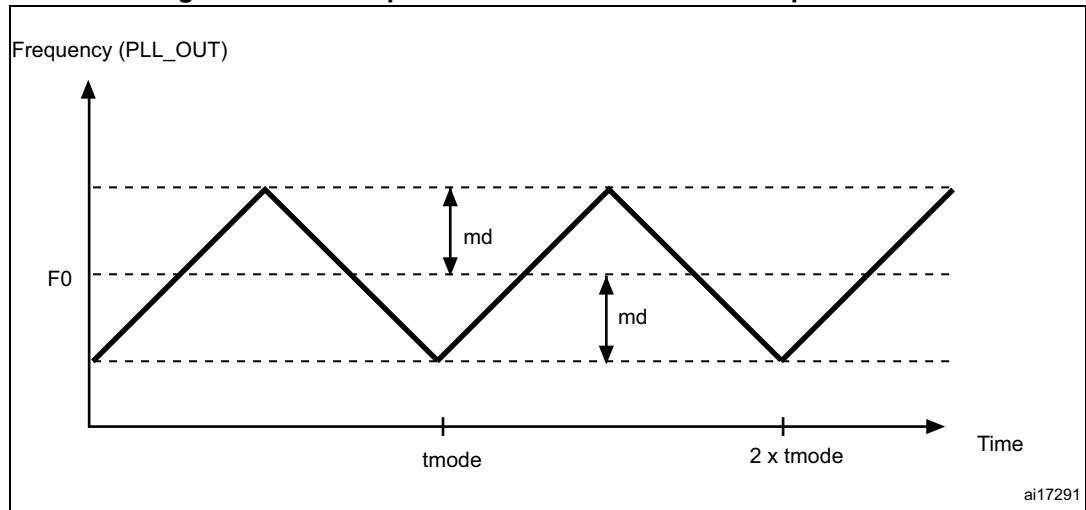 Frequency (PLL_OUT)
md
F0
md
tmode
2 x tmode
Time
ai17291